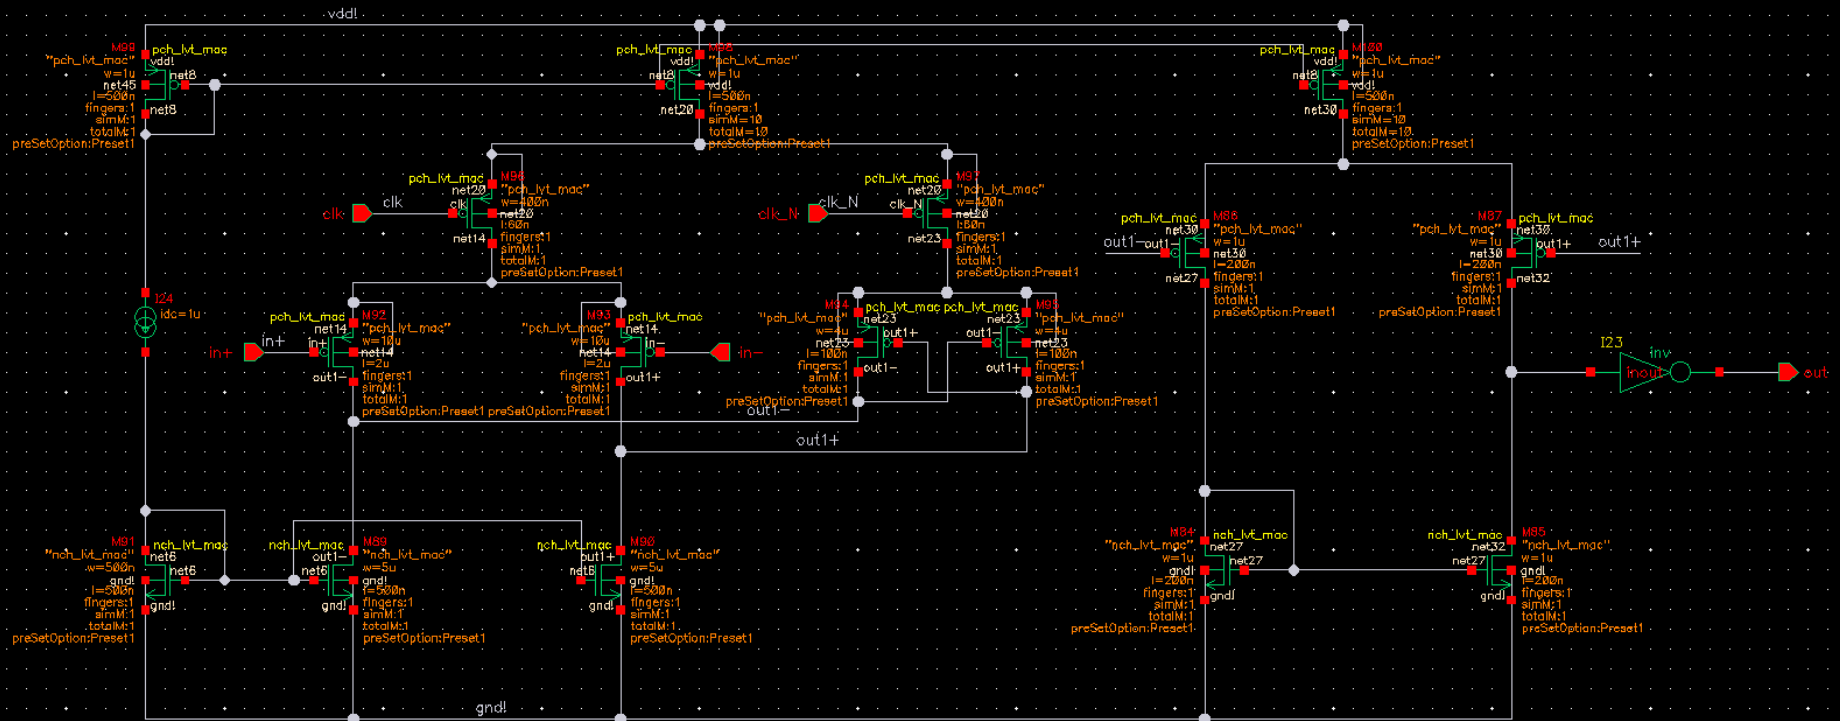 vdd!
M99
pch_lvt_mac
"pch_lvt_mac"
vdd!
w=1u
net8
net45
l=500n
fingers:1
net8
simM:1
totalM:1
preSetOption:Preset1
pch_lvt_mac
M98
vdd!
"pch_lvt_mac"
w=1u
net8
vdd!
l=500n
fingers:1
net20
simM=10
totalM=10
preSetOption:Preset1
pch_lvt_mac
M100
vdd!
"pch_lvt_mac"
w=1u
net8
vdd!
l=500n
fingers:1
net30
simM=10
totalM=10
preSetOption:Preset1
pch_lvt_mac
M96
net20
"pch_lvt_mac"
clk
clk
clk
w=400n
net20
l:60n
net14
fingers:1
simM:1
totalM:1
preSetOption:Preset1
pch_lvt_mac
M97
net20
"pch_lvt_mac"
clk_N
clk_N
clk_N
w=400n
net20
l:60n
net23
fingers:1
simM:1
totalM:1
preSetOption:Preset1
pch_lvt_mac
M86
net30
"pch_lvt_mac"
out1-
out1-
w=1u
net30
l=200n
net27
fingers:1
simM:1
totalM:1
preSetOption:Preset1
M87
pch_lvt_mac
"pch_lvt_mac"
net30
w=1u
out1+
out1+
net30
l=200n
net32
fingers:1
simM:1
totalM:1
preSetOption:Preset1
I24
idc=1u
pch_lvt_mac
M92
net14
"pch_lvt_mac"
in+
in+
in+
w=10u
net14
l=2u
out1-
fingers:1
simM:1
totalM:1
preSetOption:Preset1
M93
pch_lvt_mac
"pch_lvt_mac"
net14
w=10u
in-
in-
net14
l=2u
out1+
fingers:1
simM:1
totalM:1
preSetOption:Preset1
M94
pch_lvt_mac
"pch_lvt_mac"
net23
w=4u
out1+
net23
l=100n
fingers:1
out1-
simM:1
totalM:1
preSetOption:Preset1
pch_lvt_mac
M95
net23
"pch_lvt_mac"
w=4u
out1-
net23
l=100n
fingers:1
out1+
simM:1
totalM:1
preSetOption:Preset1
out1-
out1+
I23
inv
inout
out
M91
nch_lvt_mac
"nch_lvt_mac"
net6
w=500n
net6
gnd!
l=500n
fingers:1
gnd!
simM:1
totalM:1
preSetOption:Preset1
nch_lvt_mac
M89
out1-
"nch_lvt_mac"
w=5u
net6
gnd!
l=500n
fingers:1
gnd!
simM:1
totalM:1
preSetOption:Preset1
nch_lvt_mac
M90
out1+
"nch_lvt_mac"
w=5u
net6
gnd!
l=500n
fingers:1
gnd!
simM:1
totalM:1
preSetOption:Preset1
M84
nch_lvt_mac
"nch_lvt_mac"
net27
w=1u
net27
gnd!
l=200n
fingers:1
gnd!
simM:1
totalM:1
preSetOption:Preset1
nch_lvt_mac
M85
net32
"nch_lvt_mac"
w=1u
net27
gnd!
l=200n
fingers:1
gnd!
simM:1
totalM:1
preSetOption:Preset1
gnd!